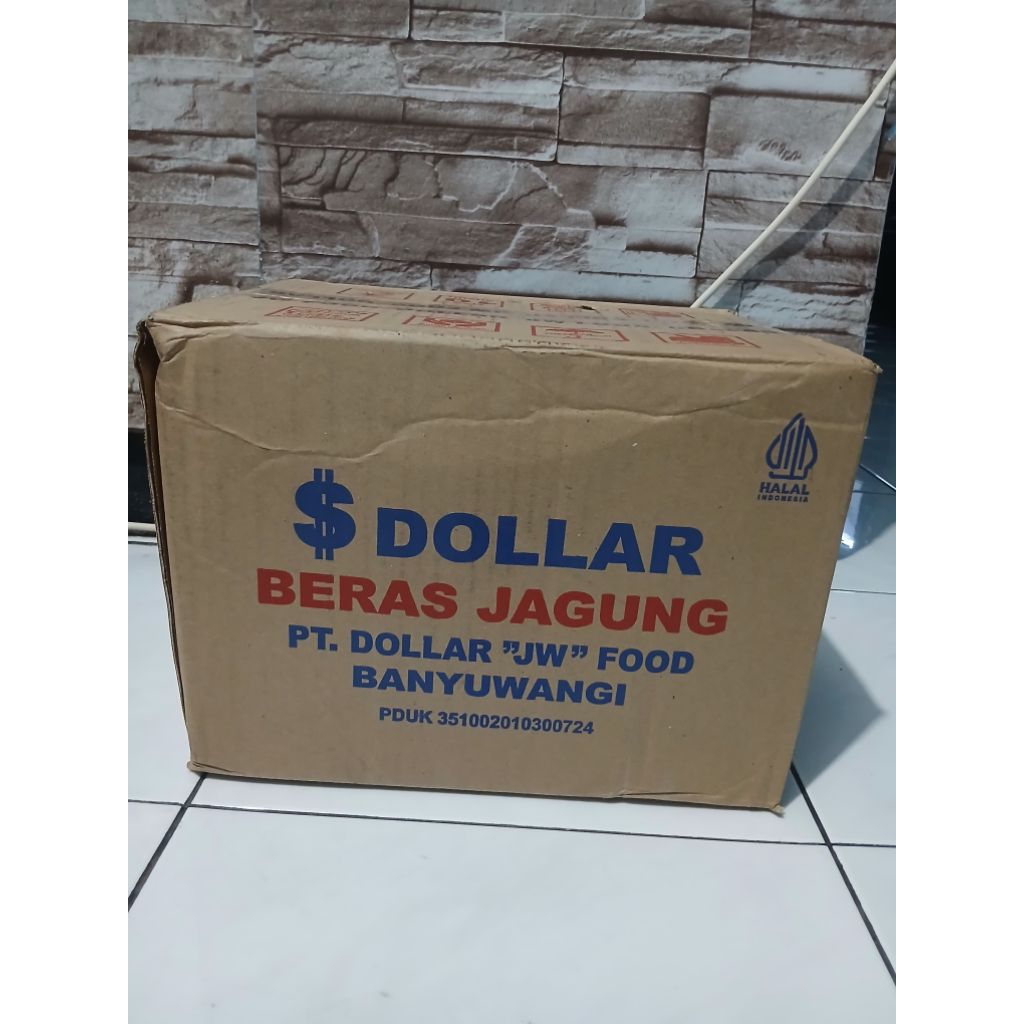 HALAL
INDONESIA
$ DOLLAR
BERAS JAGUNG
PT. DOLLAR ”JW” FOOD
BANYUWANGI
PDUK 351002010300724